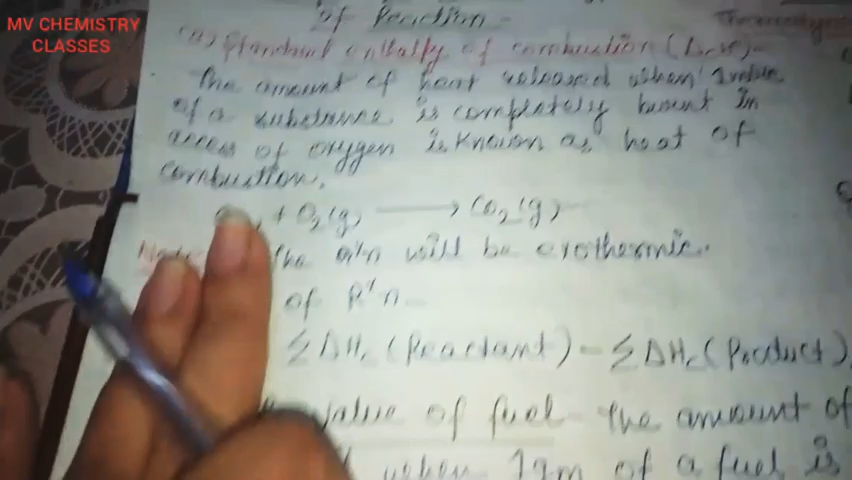 MV CHEMISTRY
CLASSES
of Reaction -
(a) Standard enthalpy of combustion (ΔcH) -
The amount of heat released when 1 mole
of a substance is completely burnt in
access of oxygen is known as heat of
combustion.
+ O₂(g) ⟶ CO₂(g)
The will be exothermic.
of Rxn
ΣΔHc (Reactant) - ΣΔHc (Product).
value of fuel - The amount of
when 1gm of a fuel is